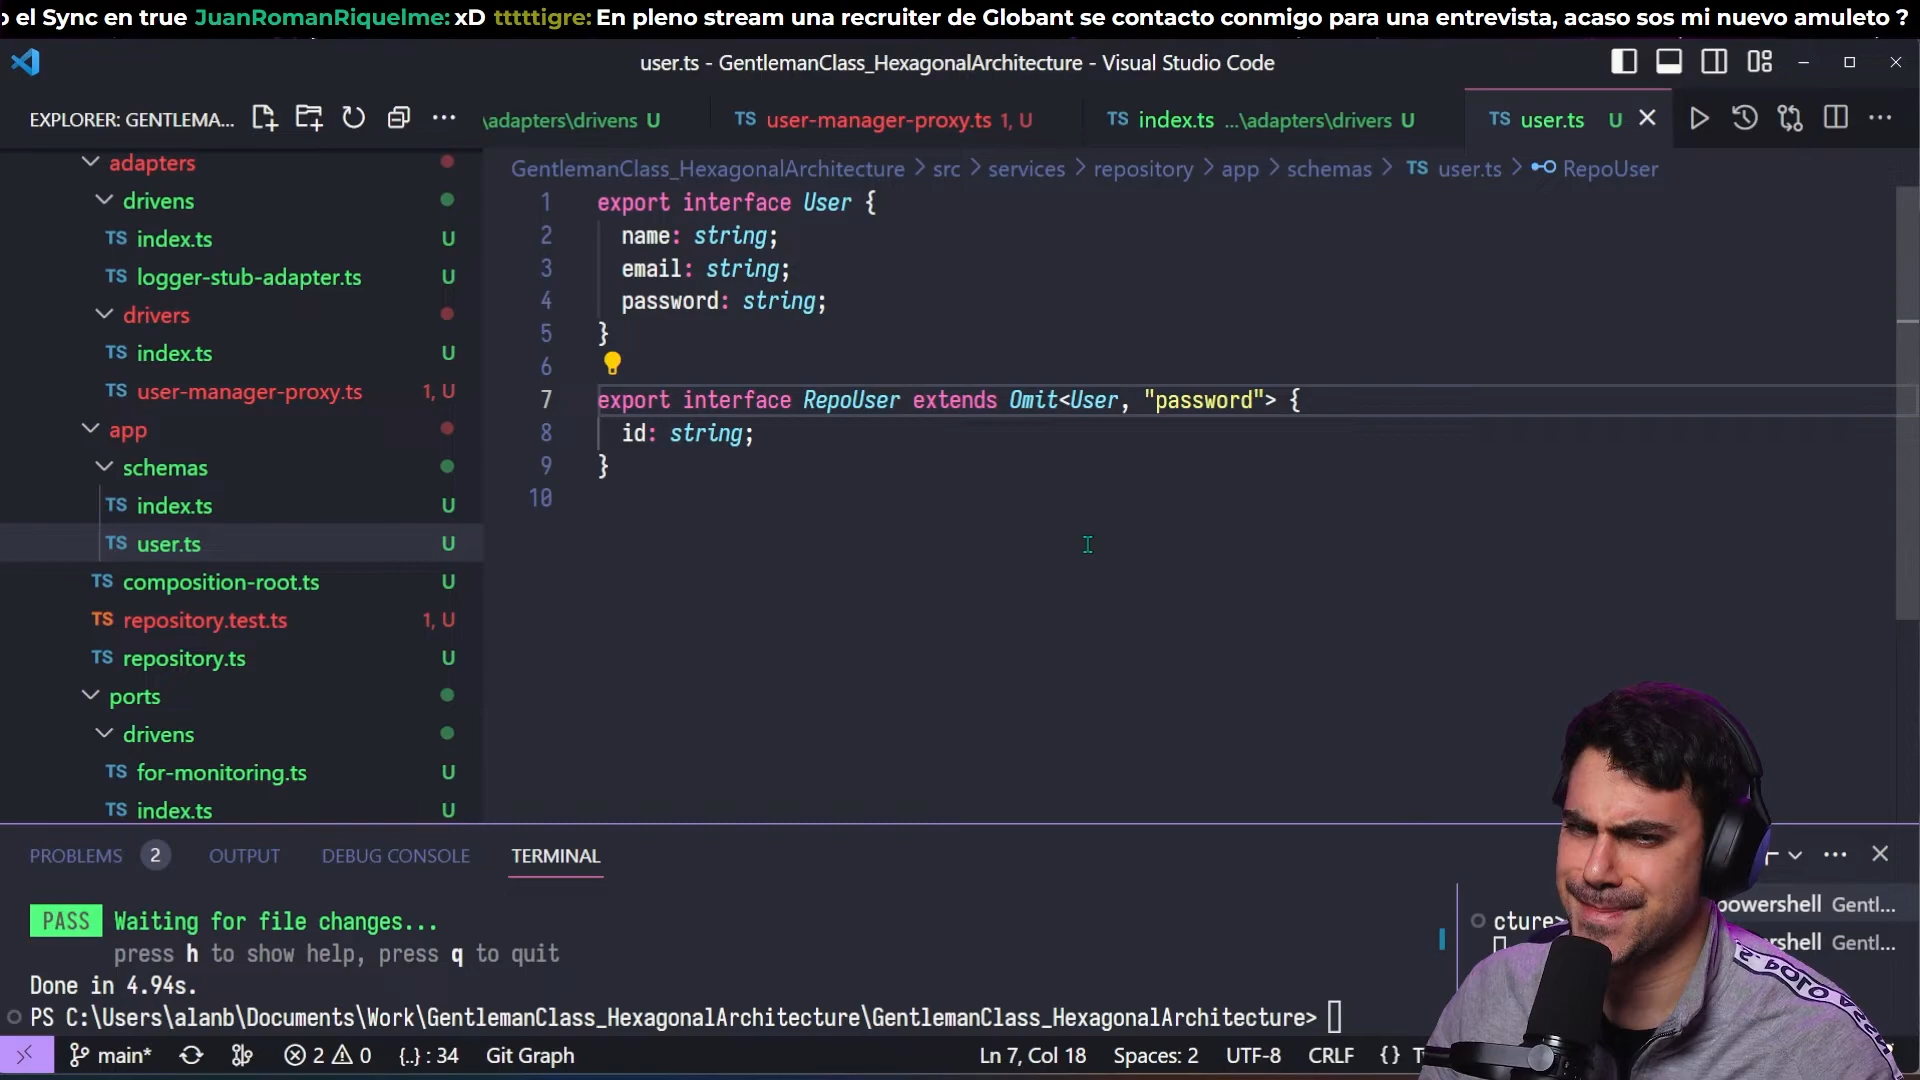 o el Sync en true JuanRomanRiquelme: xD tttttigre: En pleno stream una recruiter de Globant se contacto conmigo para una entrevista, acaso sos mi nuevo amuleto ?
user.ts - GentlemanClass_HexagonalArchitecture - Visual Studio Code
EXPLORER: GENTLEMA...
\adapters\drivens U
TS user-manager-proxy.ts 1, U
TS index.ts ...\adapters\drivers U
TS user.ts U
GentlemanClass_HexagonalArchitecture > src > services > repository > app > schemas > TS user.ts > RepoUser
adapters
drivens
TS index.ts U
TS logger-stub-adapter.ts U
drivers
TS index.ts U
TS user-manager-proxy.ts 1, U
app
schemas
TS index.ts U
TS user.ts U
TS composition-root.ts U
TS repository.test.ts 1, U
TS repository.ts U
ports
drivens
TS for-monitoring.ts U
TS index.ts U
1 export interface User {
2 name: string;
3 email: string;
4 password: string;
5 }
6
7 export interface RepoUser extends Omit<User, "password"> {
8 id: string;
9 }
10
PROBLEMS 2 OUTPUT DEBUG CONSOLE TERMINAL
PASS Waiting for file changes...
press h to show help, press q to quit
Done in 4.94s.
PS C:\Users\alanb\Documents\Work\GentlemanClass_HexagonalArchitecture\GentlemanClass_HexagonalArchitecture>
cture>
powershell Gentl...
rshell Gentl...
main* 2 0 {..} : 34 Git Graph
Ln 7, Col 18 Spaces: 2 UTF-8 CRLF {} T